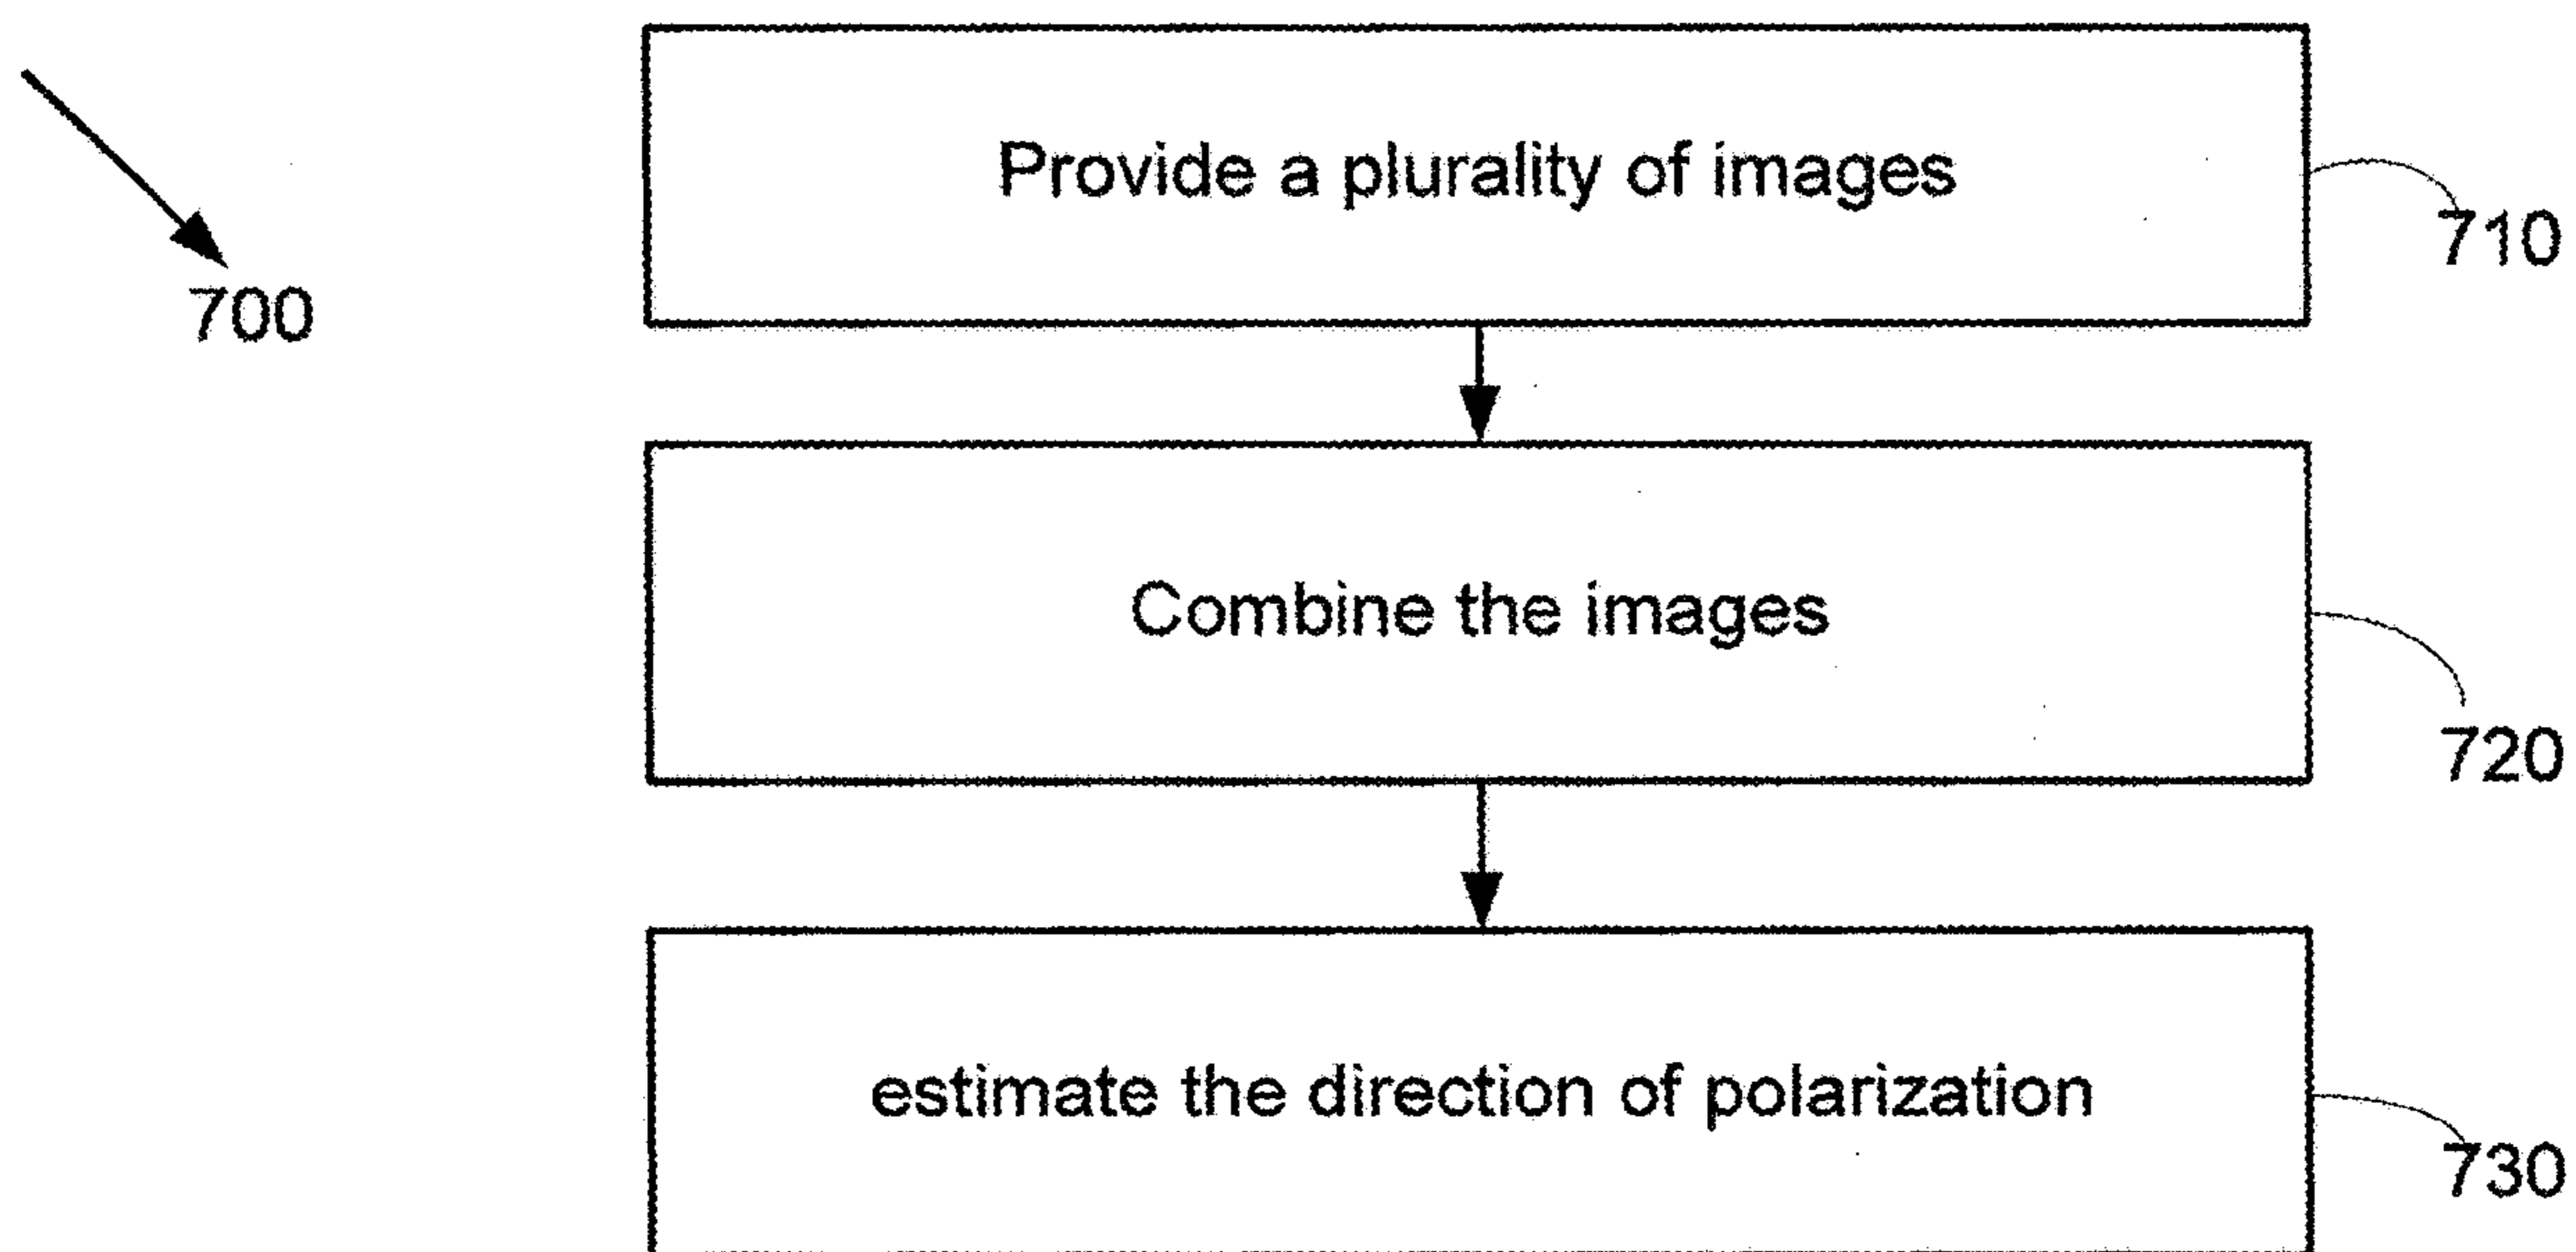 Provide a plurality of images
710
700
Combine the images
720
estimate the direction of polarization
730